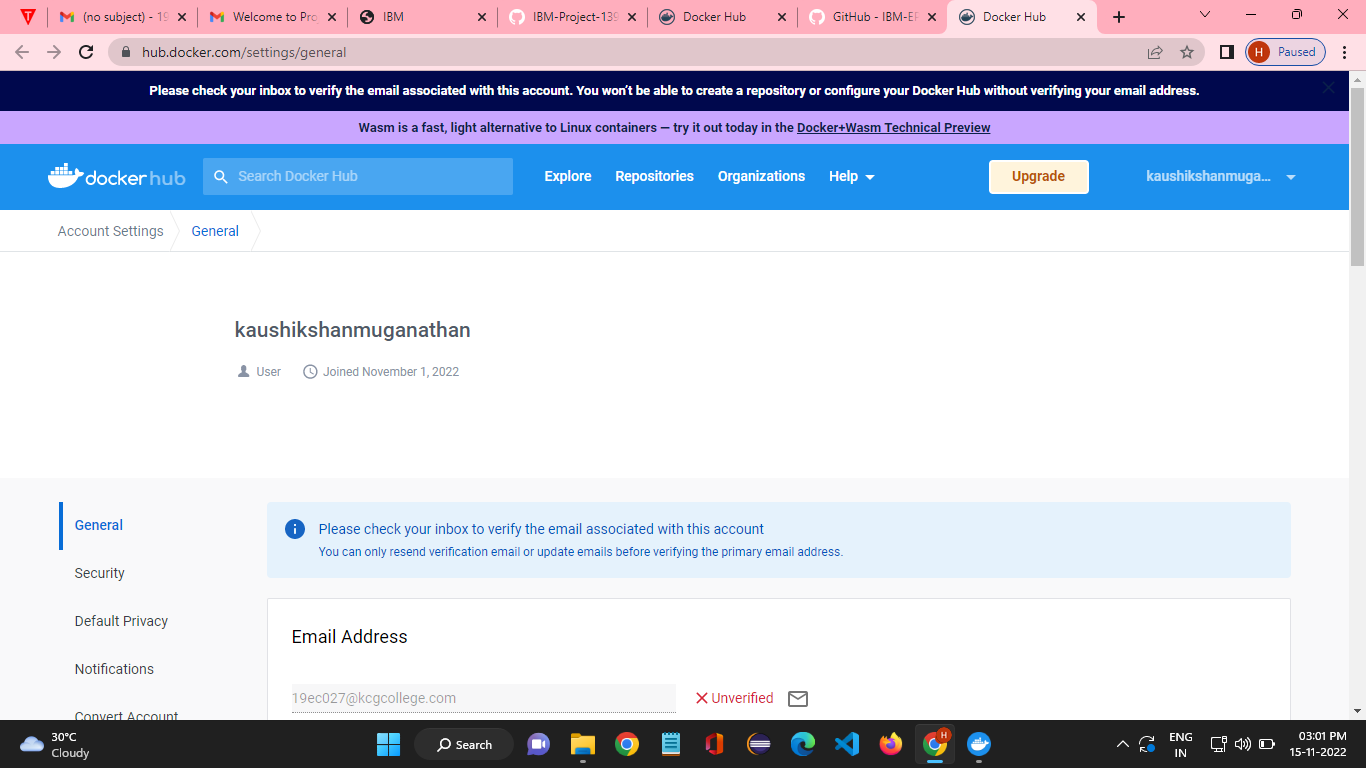 (no subject) - 19
Welcome to Pro
IBM
IBM-Project-139
Docker Hub
GitHub - IBM-EP
Docker Hub
hub.docker.com/settings/general
H
Paused
Please check your inbox to verify the email associated with this account. You won't be able to create a repository or configure your Docker Hub without verifying your email address.
Wasm is a fast, light alternative to Linux containers — try it out today in the Docker+Wasm Technical Preview
docker hub
Search Docker Hub
Explore
Repositories
Organizations
Help
Upgrade
kaushikshanmuga...
Account Settings
General
kaushikshanmuganathan
User
Joined November 1, 2022
General
Security
Default Privacy
Notifications
Convert Account
Please check your inbox to verify the email associated with this account
You can only resend verification email or update emails before verifying the primary email address.
Email Address
19ec027@kcgcollege.com
Unverified
30°C
Cloudy
Search
H
ENG
IN
03:01 PM
15-11-2022